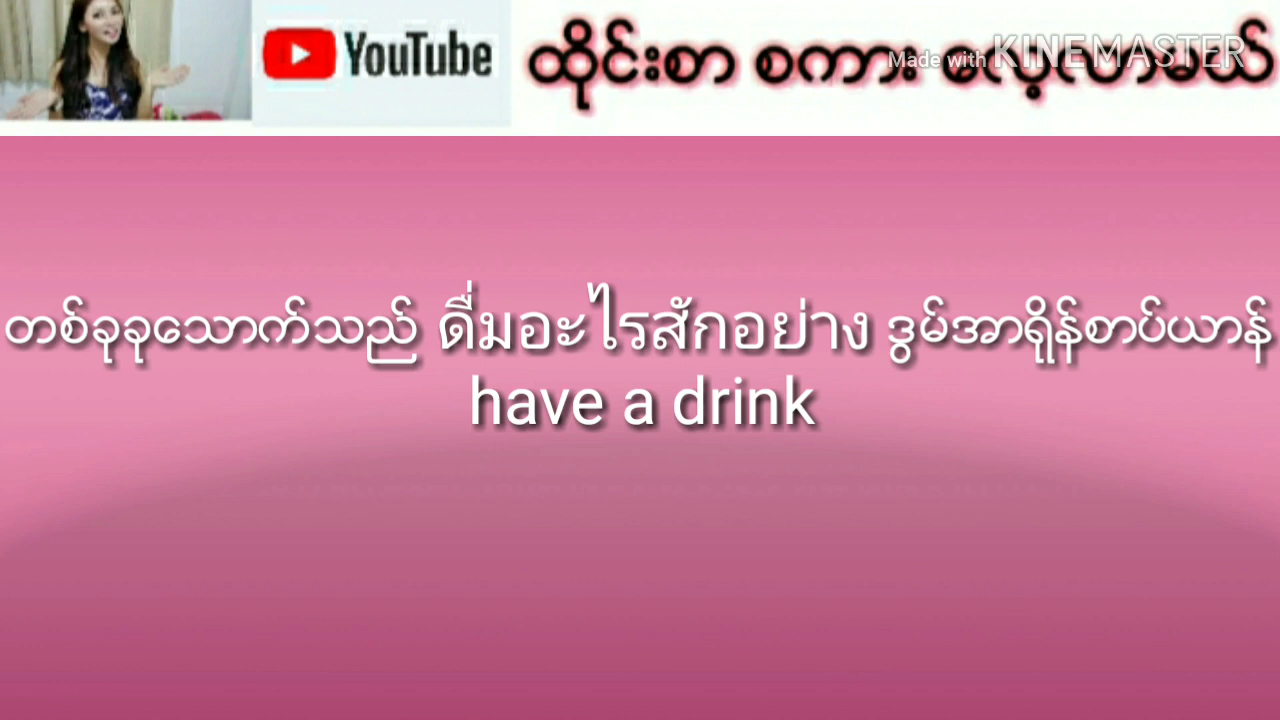 YouTube ထိုင်းစာ စကား လေ့လာမယ်
Made with KINEMASTER
တစ်ခုခုသောက်သည် ดื่มอะไรสักอย่าง ဒွမ်အာရိုန်စာပ်ယာန်
have a drink